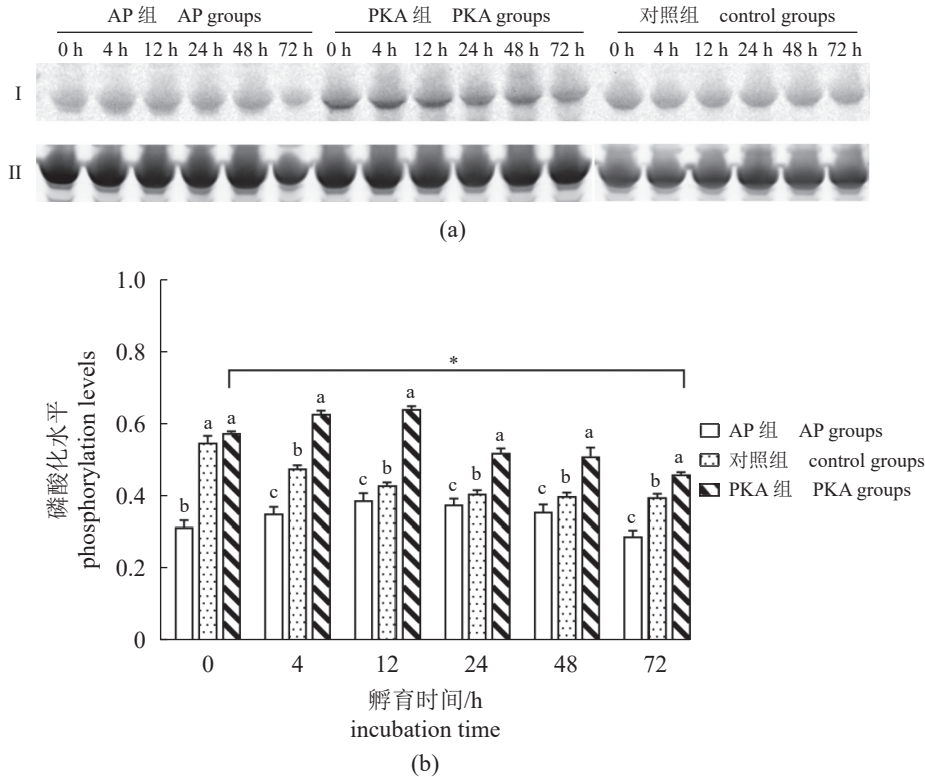 AP 组 AP groups PKA 组 PKA groups 对照组 control groups
0 h 4 h 12 h 24 h 48 h 72 h 0 h 4 h 12 h 24 h 48 h 72 h 0 h 4 h 12 h 24 h 48 h 72 h
I
II
(a)
1.0
0.8
0.6
0.4
0.2
0
磷酸化水平
phosphorylation levels
*
b a a
c b a
c b a
c b a
c b a
c b a
AP 组 AP groups
对照组 control groups
PKA 组 PKA groups
0 4 12 24 48 72
孵育时间/h
incubation time
(b)